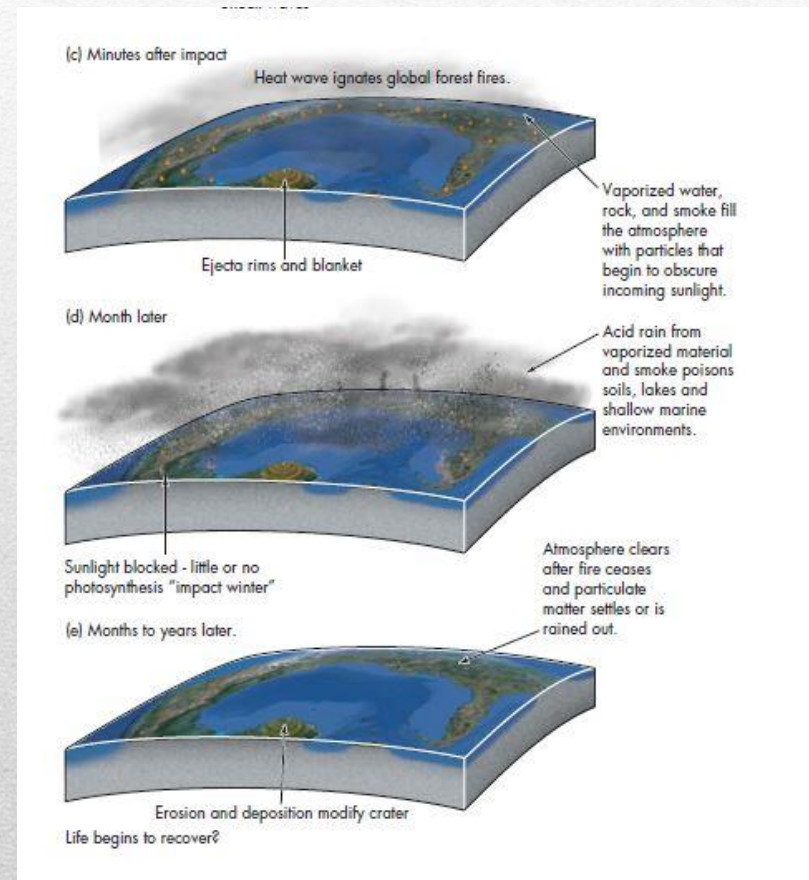 (c) Minutes after impact
Heat wave ignates global forest fires.
Vaporized water,
rock, and smoke fill
the atmosphere
with particles that
begin to obscure
incoming sunlight.
Ejecta rims and blanket
(d) Month later
Acid rain from
vaporized material
and smoke poisons
soils, lakes and
shallow marine
environments.
Sunlight blocked - little or no
photosynthesis "impact winter"
Atmosphere clears
after fire ceases
and particulate
matter settles or is
rained out.
(e) Months to years later.
Erosion and deposition modify crater
Life begins to recover?